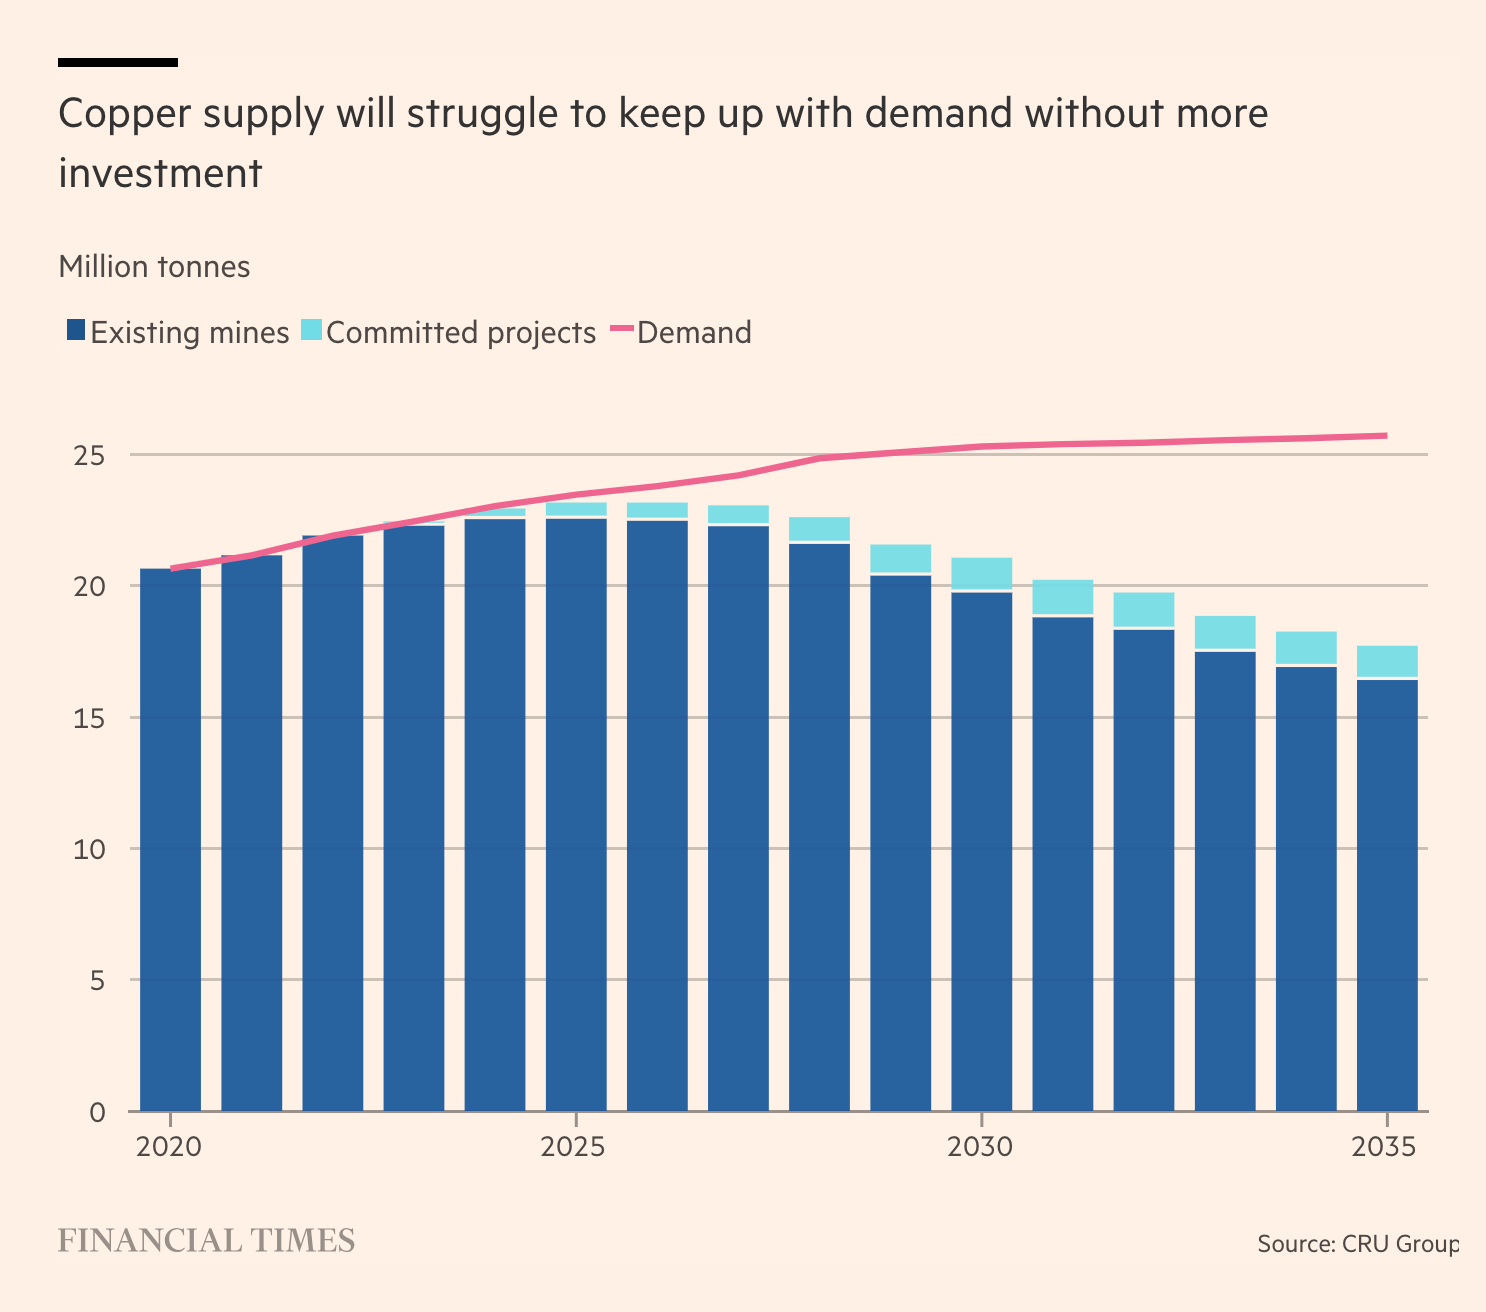 Copper supply will struggle to keep up with demand without more
investment
Million tonnes
Existing mines Committed projects Demand
25
20
15
10
5
0
2020 2025 2030 2035
FINANCIAL TIMES
Source: CRU Group